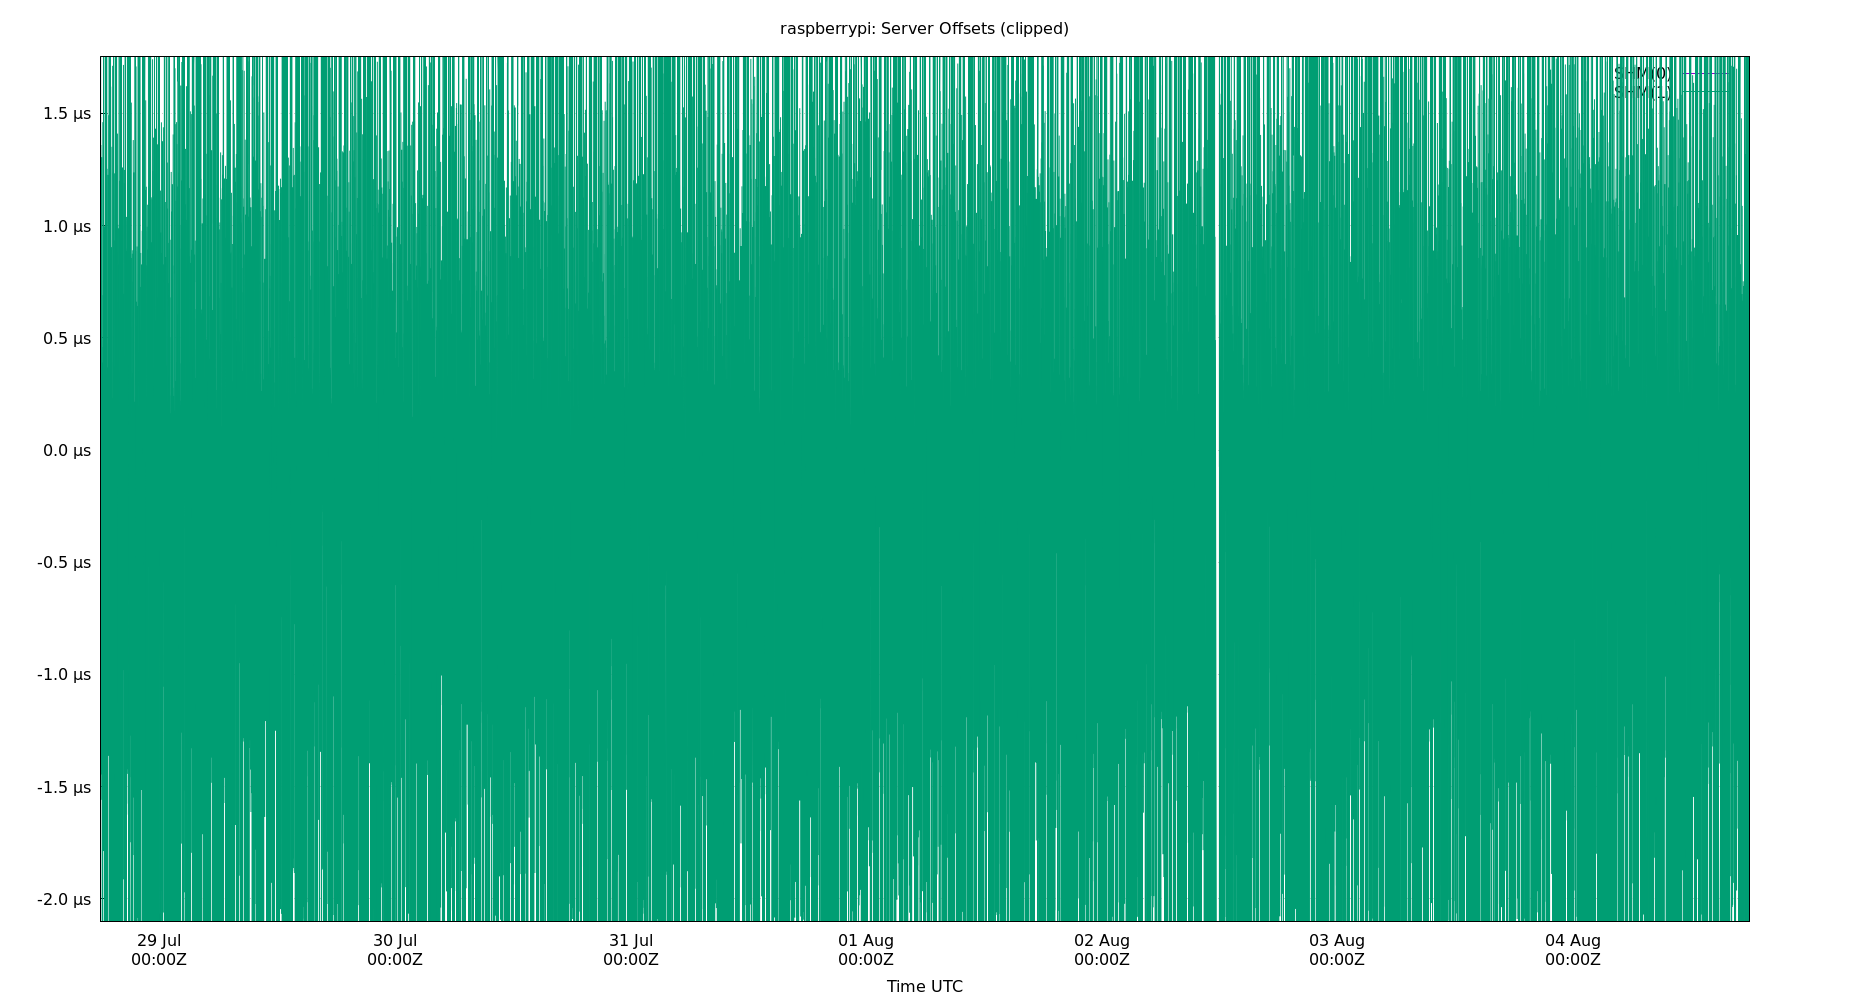 raspberrypi: Server Offsets (clipped)
SHM(0)
SHM(1)
1.5 µs
1.0 µs
0.5 µs
0.0 µs
-0.5 µs
-1.0 µs
-1.5 µs
-2.0 µs
29 Jul
00:00Z
30 Jul
00:00Z
31 Jul
00:00Z
01 Aug
00:00Z
02 Aug
00:00Z
03 Aug
00:00Z
04 Aug
00:00Z
Time UTC